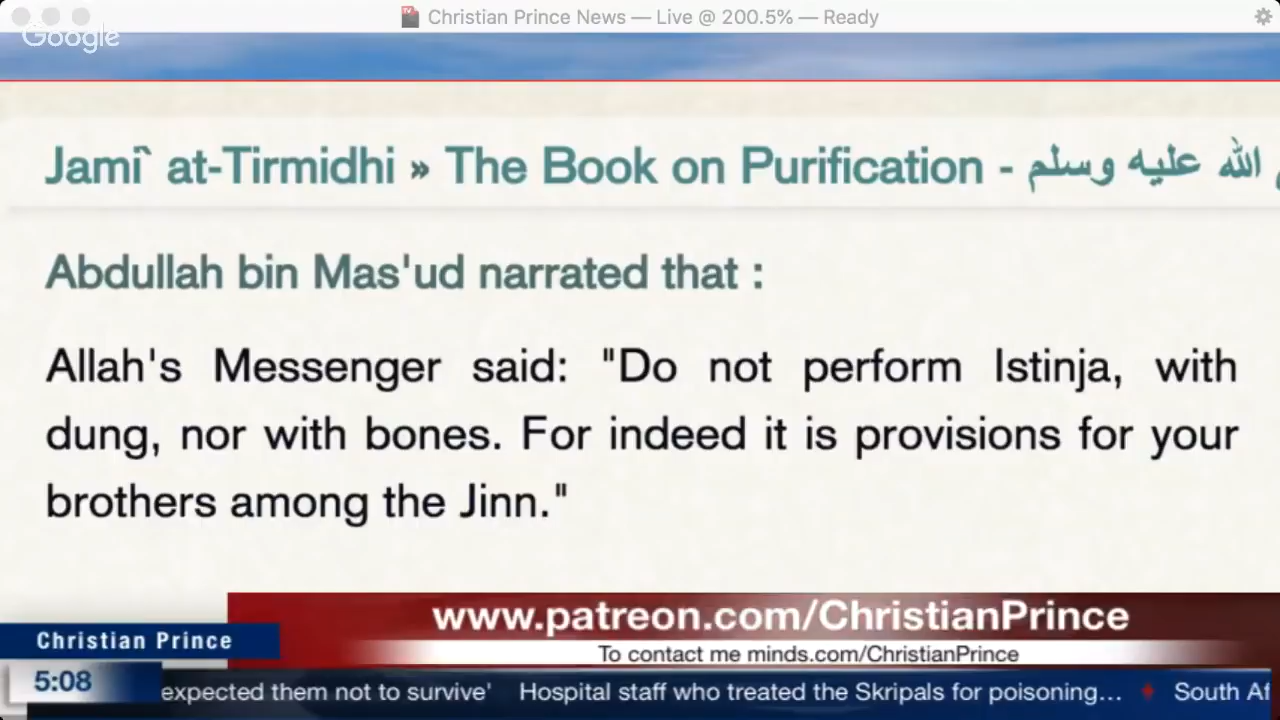 Christian Prince News — Live @ 200.5% — Ready
Google
Jami` at-Tirmidhi » The Book on Purification - الله عليه وسلم
Abdullah bin Mas'ud narrated that :
Allah's Messenger said: "Do not perform Istinja, with
dung, nor with bones. For indeed it is provisions for your
brothers among the Jinn."
www.patreon.com/ChristianPrince
Christian Prince
To contact me minds.com/ChristianPrince
5:08
expected them not to survive' Hospital staff who treated the Skripals for poisoning... South Af